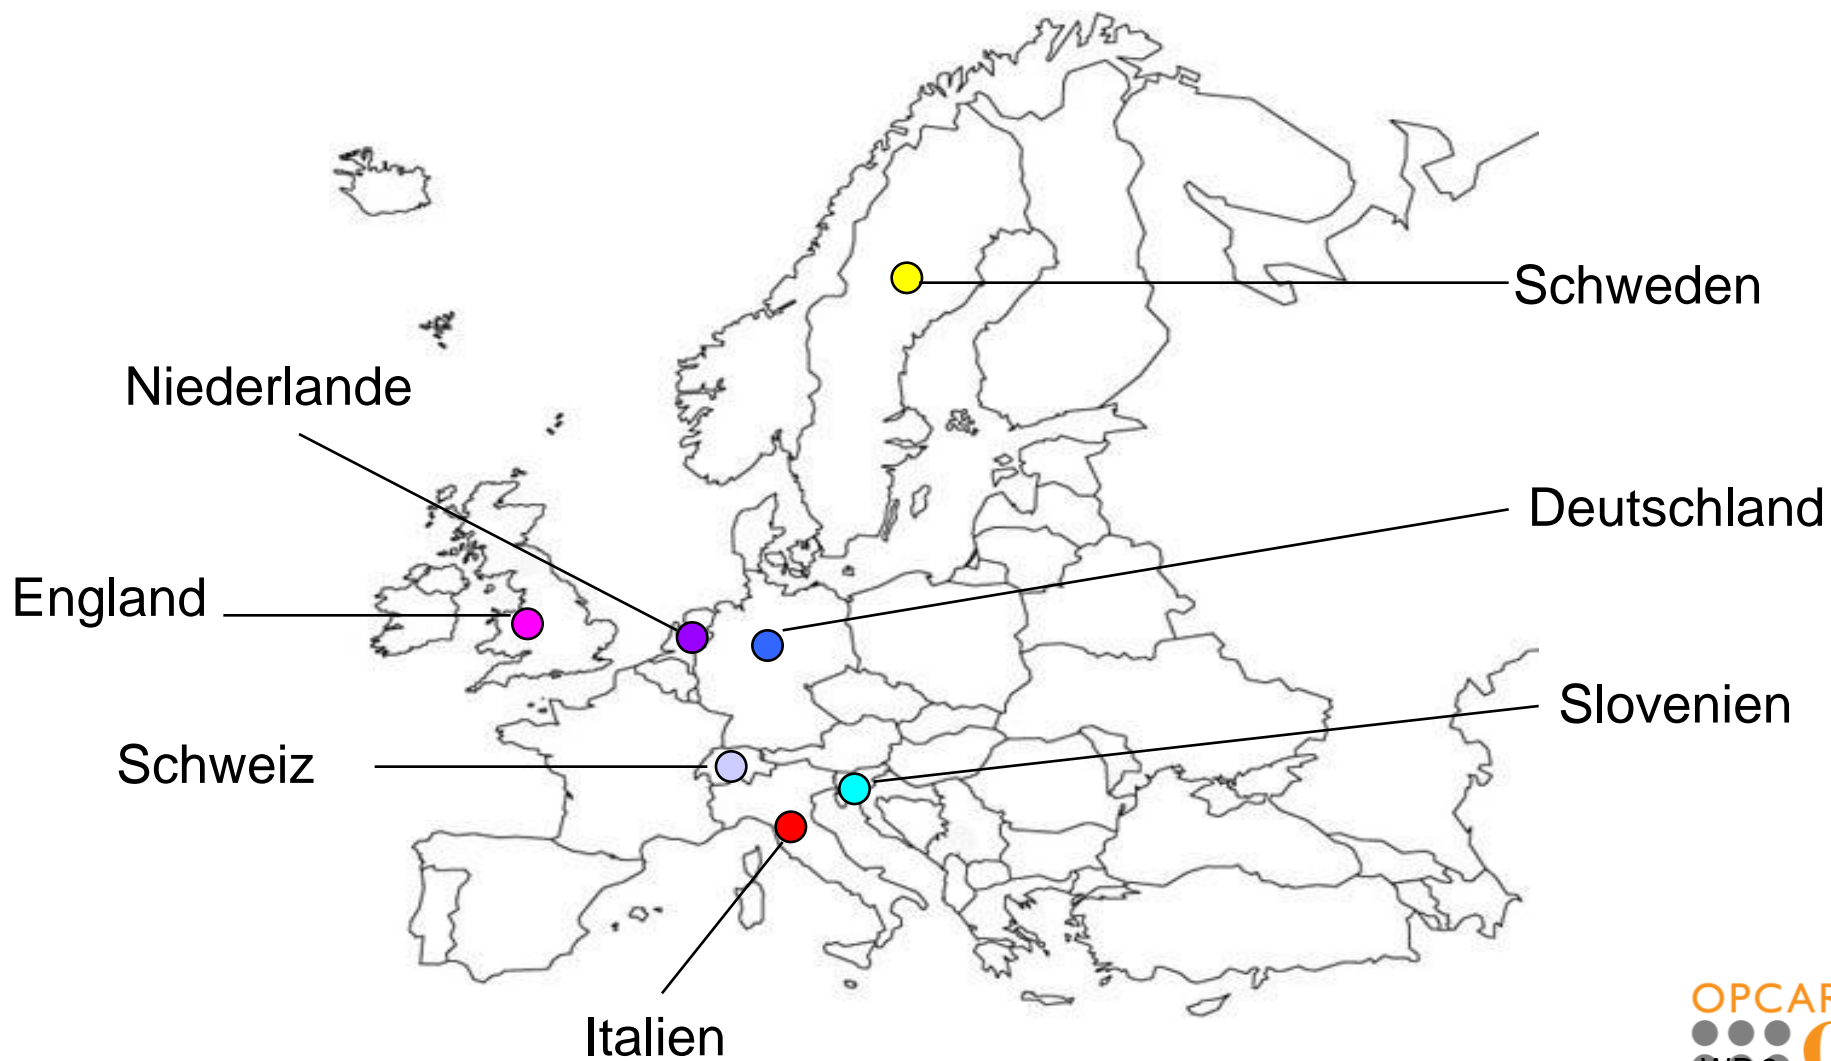 Schweden
Niederlande
Deutschland
England
Slovenien
Schweiz
Italien